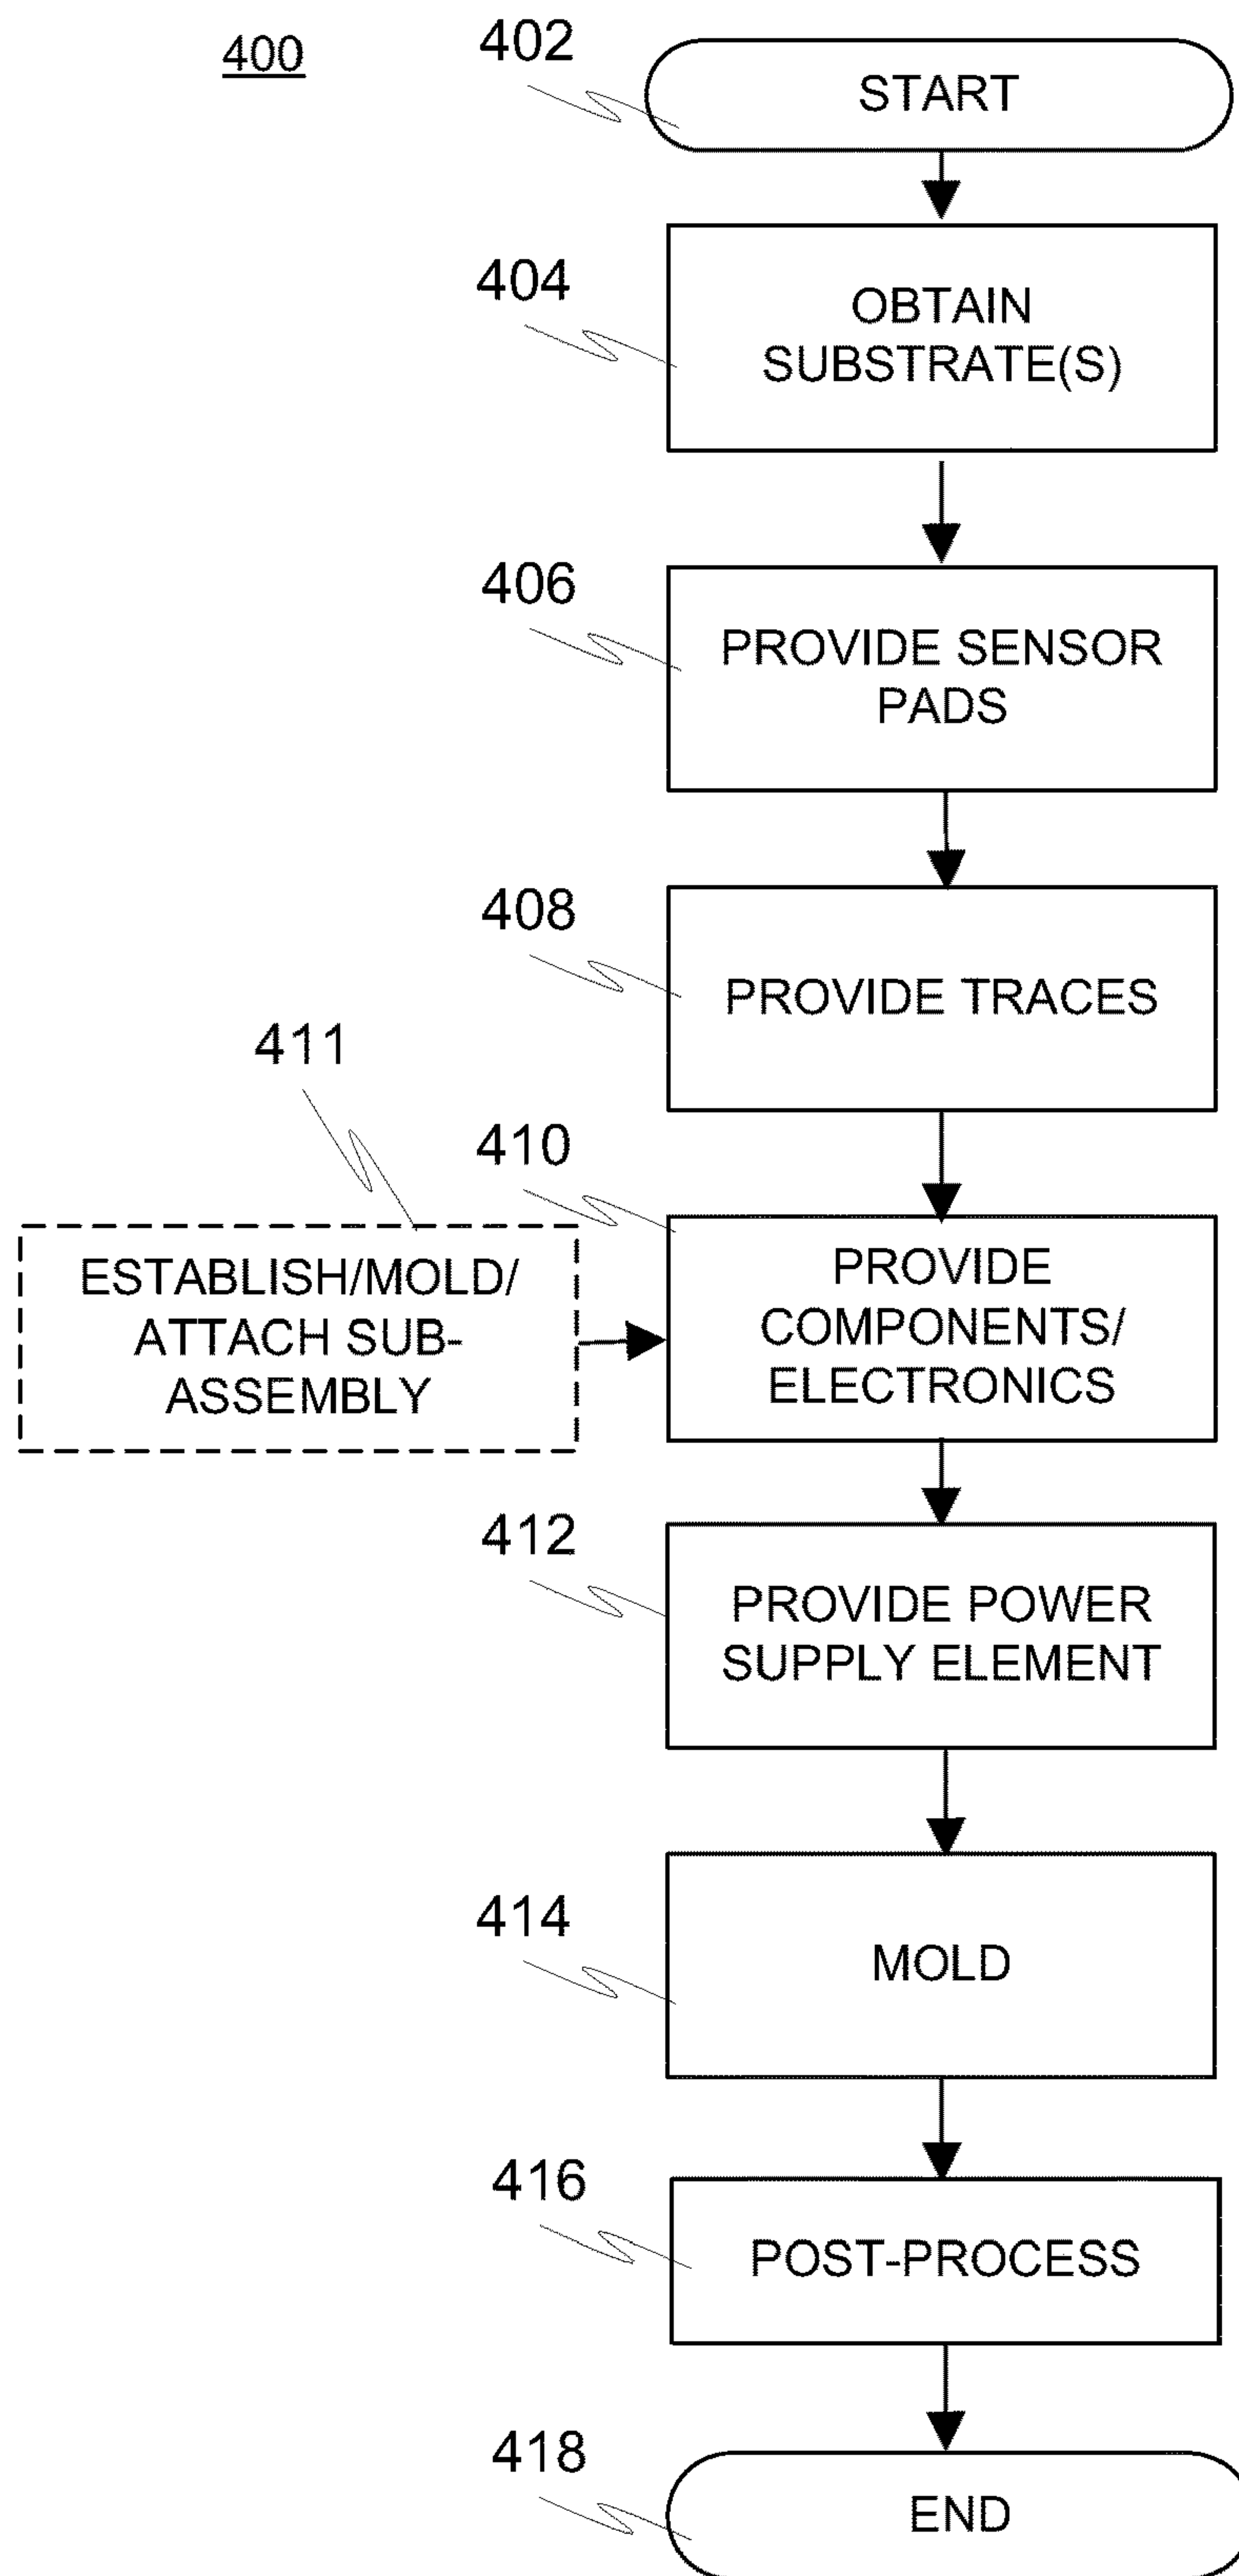 400
402
START
404
OBTAIN
SUBSTRATE(S)
406
PROVIDE SENSOR
PADS
408
PROVIDE TRACES
411
410
ESTABLISH/MOLD/
ATTACH SUB-
ASSEMBLY
PROVIDE
COMPONENTS/
ELECTRONICS
412
PROVIDE POWER
SUPPLY ELEMENT
414
MOLD
416
POST-PROCESS
418
END